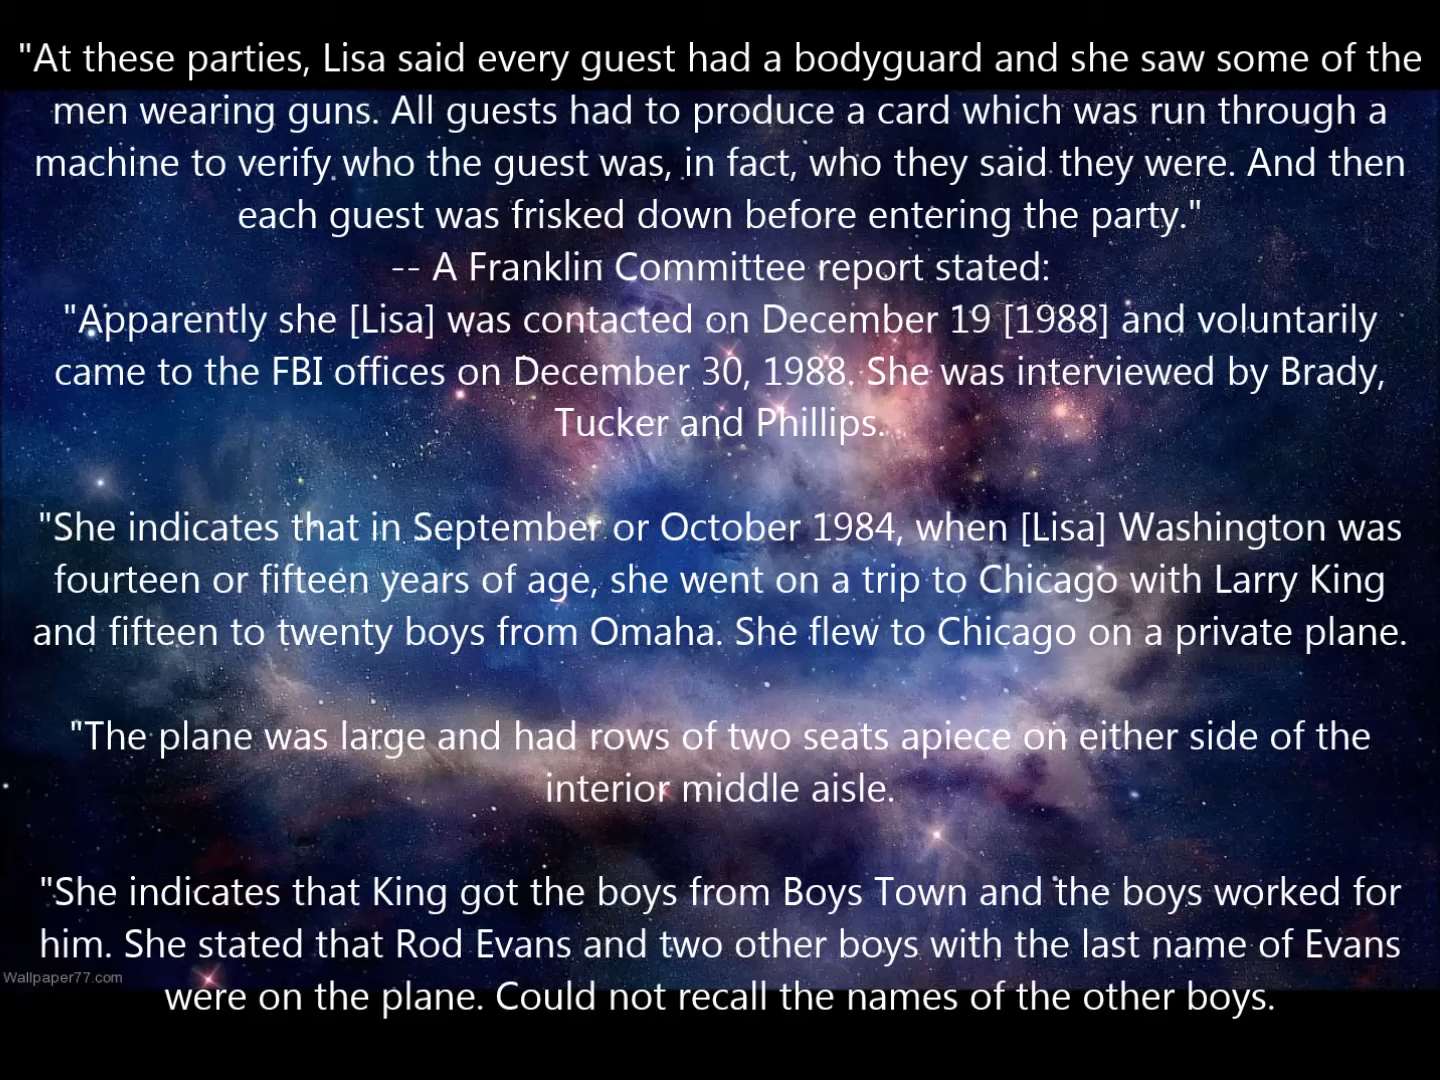 "At these parties, Lisa said every guest had a bodyguard and she saw some of the
men wearing guns. All guests had to produce a card which was run through a
machine to verify who the guest was, in fact, who they said they were. And then
each guest was frisked down before entering the party."
-- A Franklin Committee report stated:
"Apparently she [Lisa] was contacted on December 19 [1988] and voluntarily
came to the FBI offices on December 30, 1988. She was interviewed by Brady,
Tucker and Phillips.
"She indicates that in September or October 1984, when [Lisa] Washington was
fourteen or fifteen years of age, she went on a trip to Chicago with Larry King
and fifteen to twenty boys from Omaha. She flew to Chicago on a private plane.
"The plane was large and had rows of two seats apiece on either side of the
interior middle aisle.
"She indicates that King got the boys from Boys Town and the boys worked for
him. She stated that Rod Evans and two other boys with the last name of Evans
were on the plane. Could not recall the names of the other boys.
Wallpaper77.com